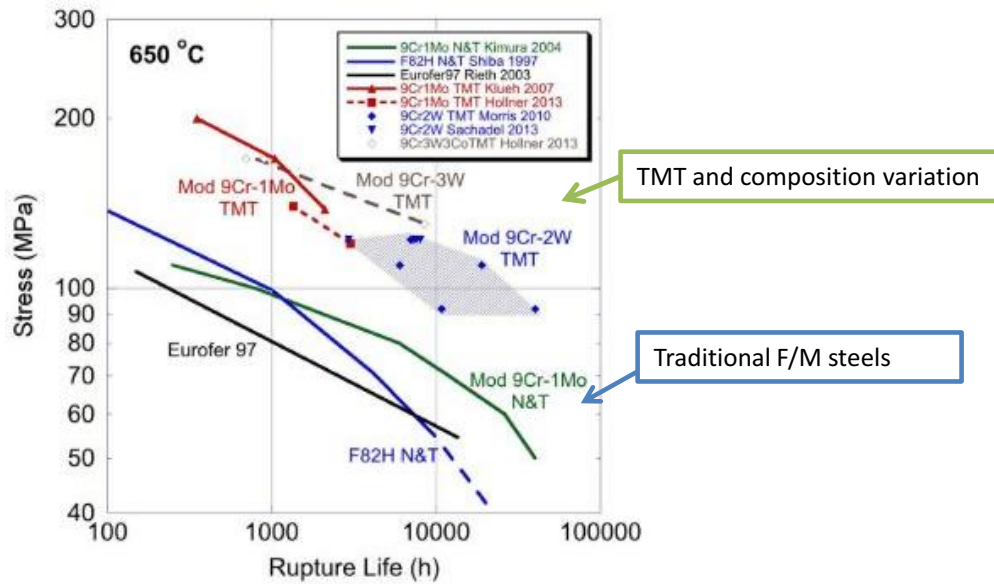 300
650 °C
9Cr1Mo N&T Kimura 2004
F82H N&T Shiba 1997
Eurofer97 Rieth 2003
9Cr1Mo TMT Klueh 2007
9Cr1Mo TMT Hollner 2013
9Cr2W TMT Morris 2010
9Cr2W Sachadel 2013
9Cr3W3CoTMT Hollner 2013
200
TMT and composition variation
Mod 9Cr-1Mo
TMT
Mod 9Cr-3W
TMT
Mod 9Cr-2W
TMT
Stress (MPa)
100
90
80
70
60
50
40
Eurofer 97
Traditional F/M steels
Mod 9Cr-1Mo
N&T
F82H N&T
100
1000
10000
100000
Rupture Life (h)